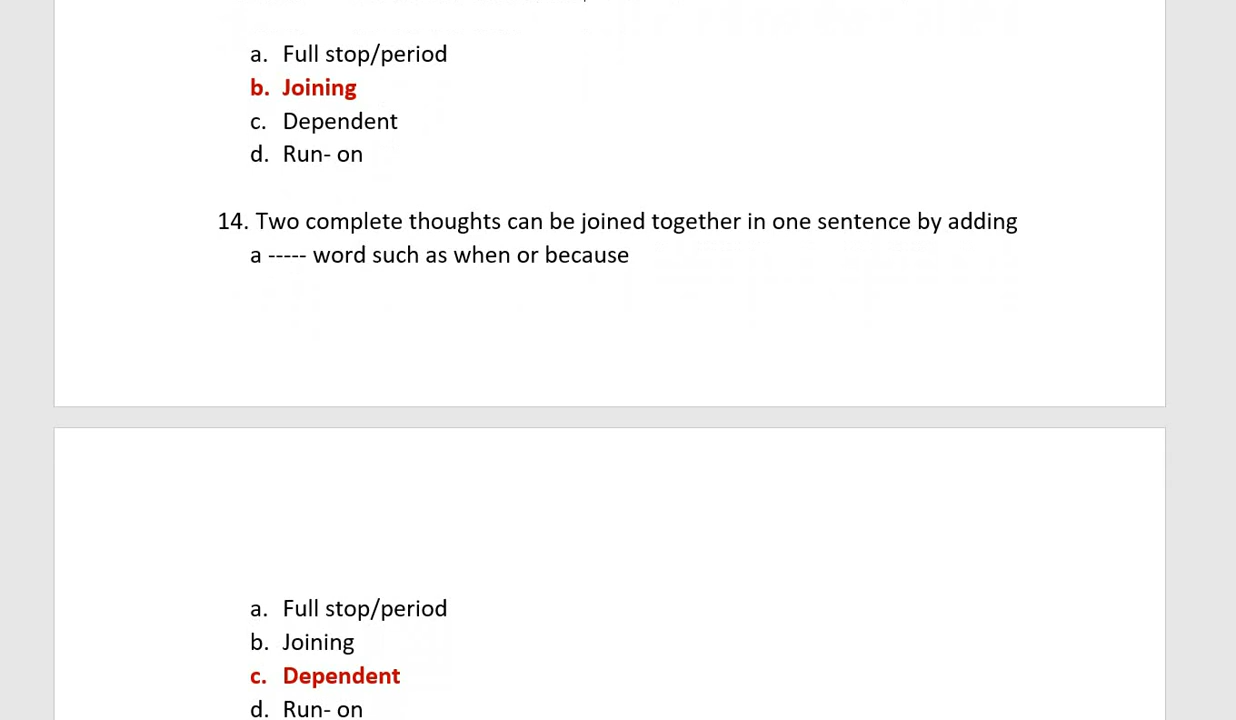 a. Full stop/period
b. Joining
c. Dependent
d. Run- on
14. Two complete thoughts can be joined together in one sentence by adding
a ----- word such as when or because
a. Full stop/period
b. Joining
c. Dependent
d. Run- on